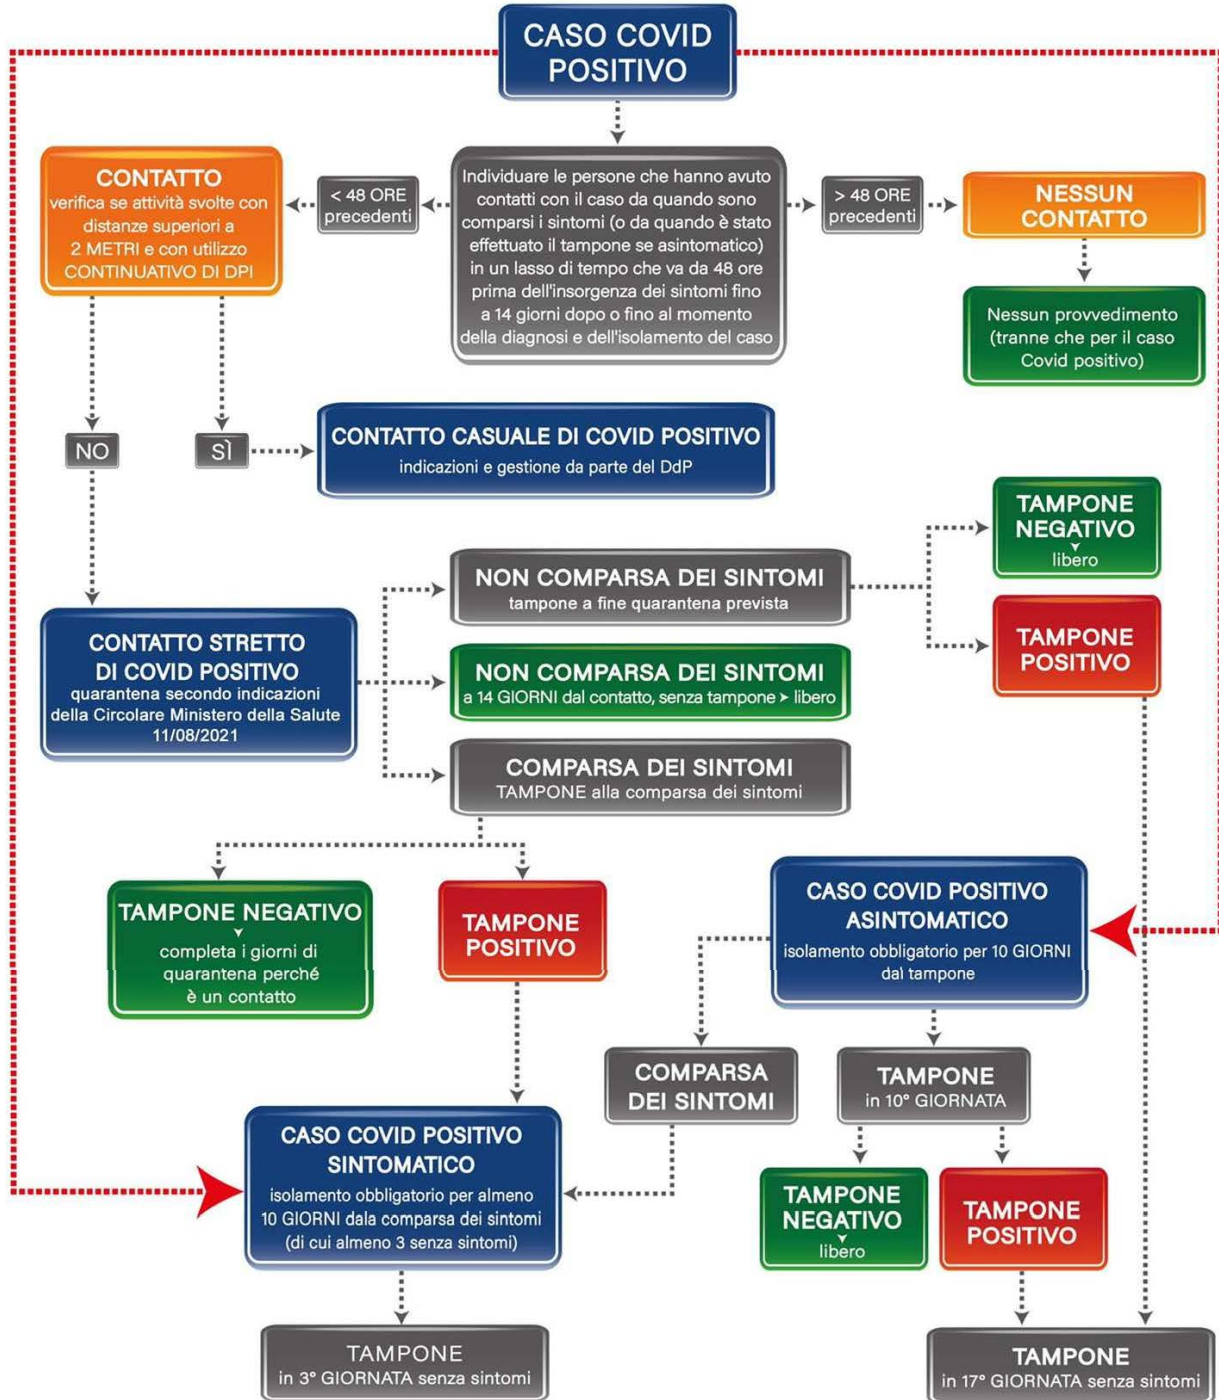 CASO COVID
POSITIVO
CONTATTO
verifica se attività svolte con
distanze superiori a
2 METRI e con utilizzo
CONTINUATIVO DI DPI
< 48 ORE
precedenti
Individuare le persone che hanno avuto
contatti con il caso da quando sono
comparsi i sintomi (o da quando è stato
effettuato il tampone se asintomatico)
in un lasso di tempo che va da 48 ore
prima dell'insorgenza dei sintomi fino
a 14 giorni dopo o fino al momento
della diagnosi e dell'isolamento del caso
> 48 ORE
precedenti
NESSUN
CONTATTO
Nessun provvedimento
(tranne che per il caso
Covid positivo)
NO
SÌ
CONTATTO CASUALE DI COVID POSITIVO
indicazioni e gestione da parte del DdP
CONTATTO STRETTO
DI COVID POSITIVO
quarantena secondo indicazioni
della Circolare Ministero della Salute
11/08/2021
NON COMPARSA DEI SINTOMI
tampone a fine quarantena prevista
NON COMPARSA DEI SINTOMI
a 14 GIORNI dal contatto, senza tampone ➤ libero
COMPARSA DEI SINTOMI
TAMPONE alla comparsa dei sintomi
TAMPONE
NEGATIVO
libero
TAMPONE
POSITIVO
TAMPONE NEGATIVO
completa i giorni di
quarantena perché
è un contatto
TAMPONE
POSITIVO
CASO COVID POSITIVO
ASINTOMATICO
isolamento obbligatorio per 10 GIORNI
dal tampone
COMPARSA
DEI SINTOMI
TAMPONE
in 10° GIORNATA
CASO COVID POSITIVO
SINTOMATICO
isolamento obbligatorio per almeno
10 GIORNI dala comparsa dei sintomi
(di cui almeno 3 senza sintomi)
TAMPONE
NEGATIVO
libero
TAMPONE
POSITIVO
TAMPONE
in 3° GIORNATA senza sintomi
TAMPONE
in 17° GIORNATA senza sintomi